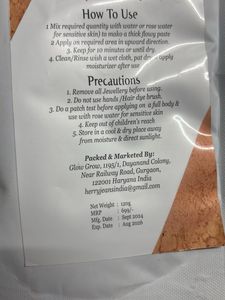 How To Use
1 Mix required quantity with water or rose water
for sensitive skin) to make a thick flowy paste
2 Apply on required area in upward direction.
3. Keep for 10 minutes or until dry.
4. Clean/Rinse wish a wet cloth, pat dry apply
moisturizer after use
Precautions
1. Remove all Jewellery before using.
2. Do not use hands /Hair dye brush.
3. Do a patch test before applying on a full body &
use with rose water for sensitive skin
4. Keep out of children's reach
5. Store in a cool & dry place away
from moisture & direct sunlight.
Packed & Marketed By:
Glow Grow, 1195/1, Dayanand Colony,
Near Railway Road, Gurgaon,
122001 Haryana India
herryjeansindia@gmail.com
Net Weight : 120g
MRP : 699/-
Mfg. Date : Sept 2024
Exp. Date : Aug 2026